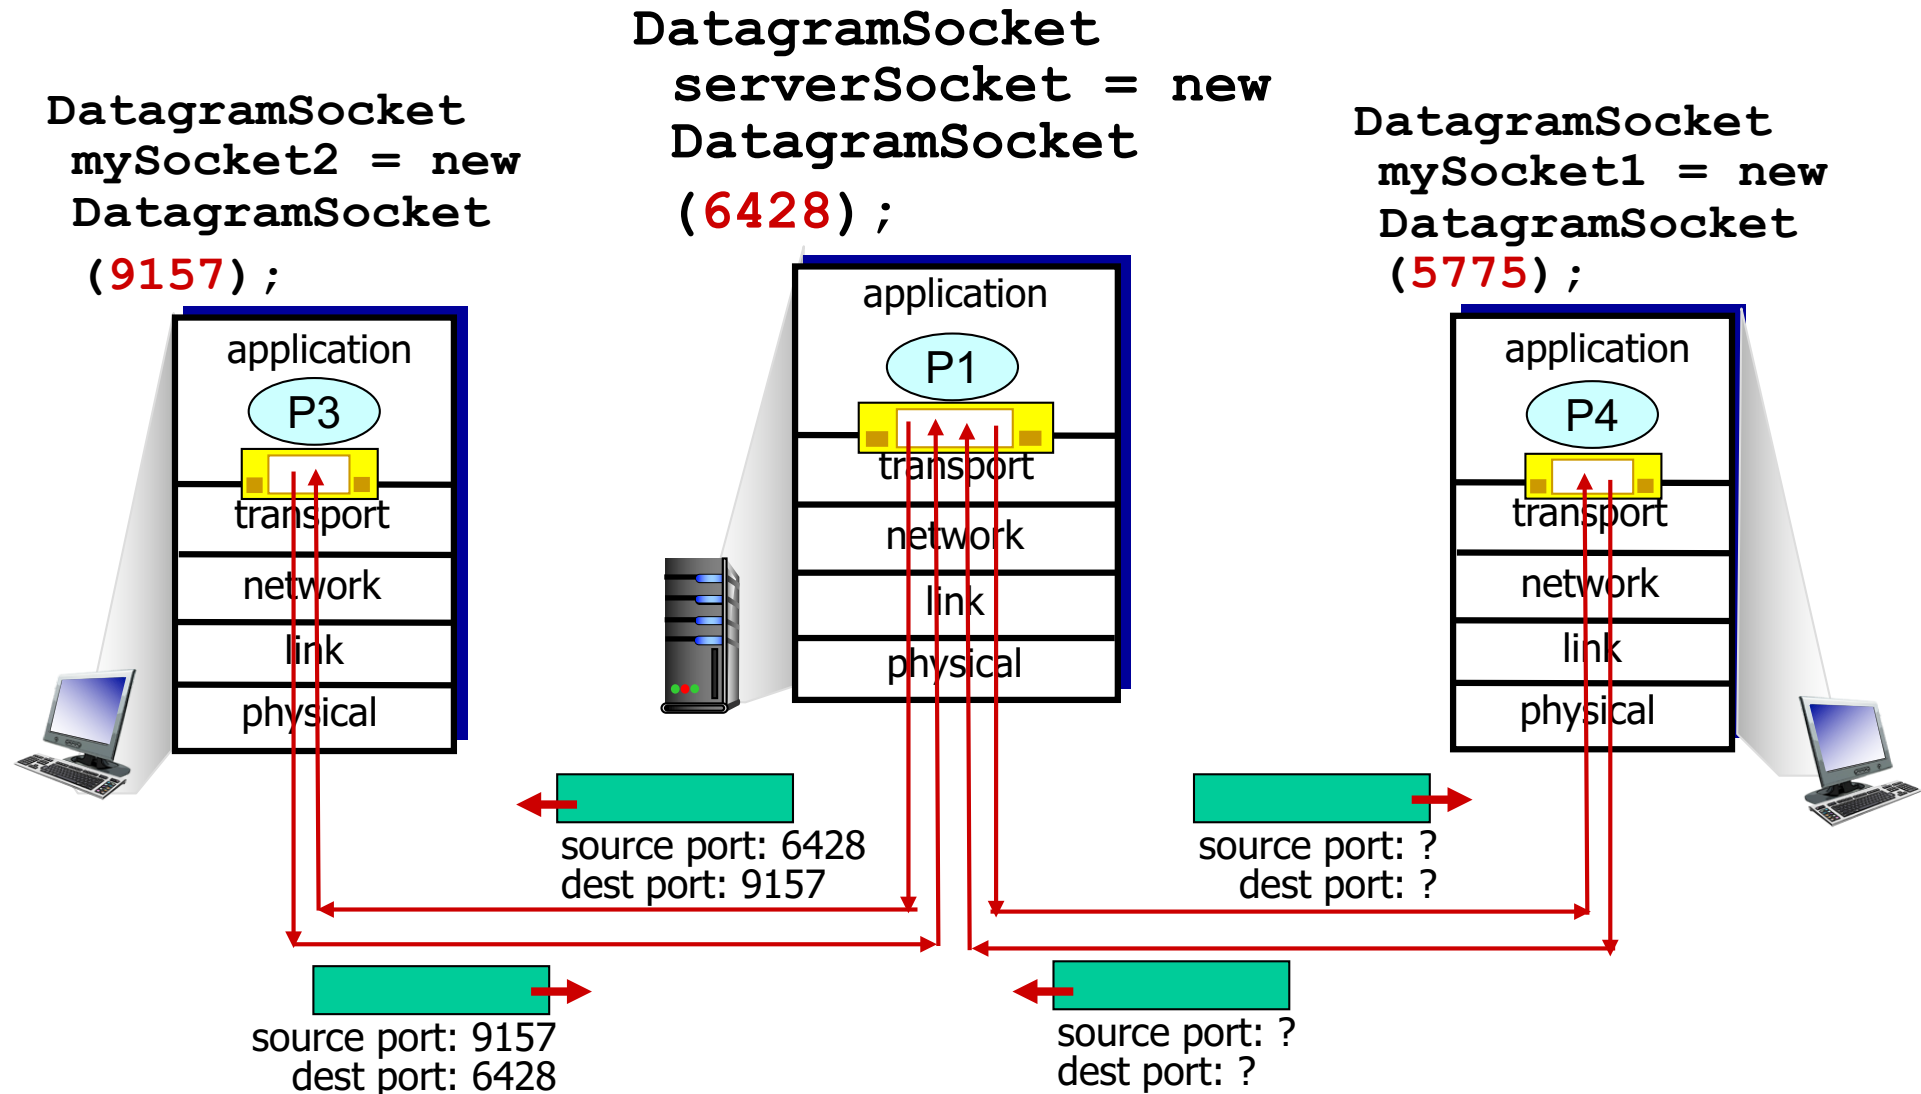 DatagramSocket
mySocket2 = new
DatagramSocket
(9157);
DatagramSocket
serverSocket = new
DatagramSocket
(6428);
DatagramSocket
mySocket1 = new
DatagramSocket
(5775);
application
P3
transport
network
link
physical
application
P1
transport
network
link
physical
application
P4
transport
network
link
physical
source port: 6428
dest port: 9157
source port: ?
dest port: ?
source port: 9157
dest port: 6428
source port: ?
dest port: ?